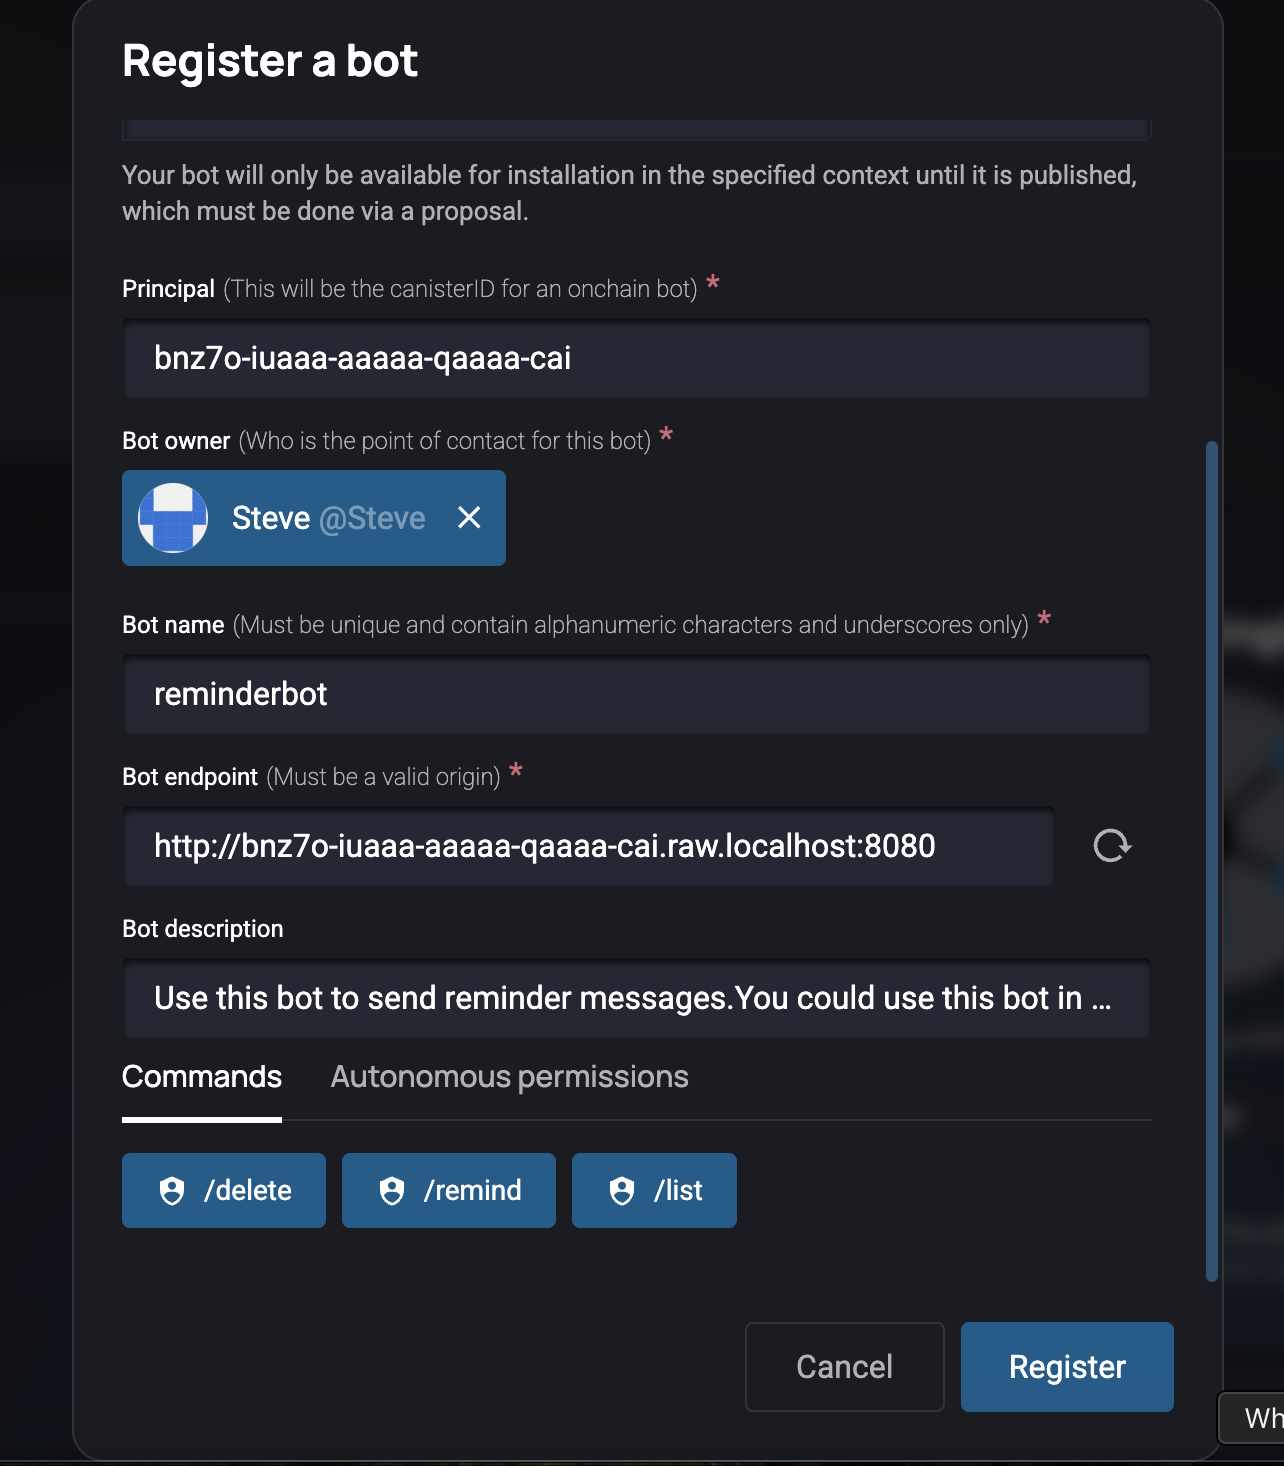 Register a bot
Your bot will only be available for installation in the specified context until it is published,
which must be done via a proposal.
Principal (This will be the canisterID for an onchain bot) *
bnz7o-iuaaa-aaaaa-qaaaa-cai
Bot owner (Who is the point of contact for this bot) *
Steve @Steve
Bot name (Must be unique and contain alphanumeric characters and underscores only) *
reminderbot
Bot endpoint (Must be a valid origin) *
http://bnz7o-iuaaa-aaaaa-qaaaa-cai.raw.localhost:8080
Bot description
Use this bot to send reminder messages.You could use this bot in ...
Commands Autonomous permissions
/delete /remind /list
Cancel Register